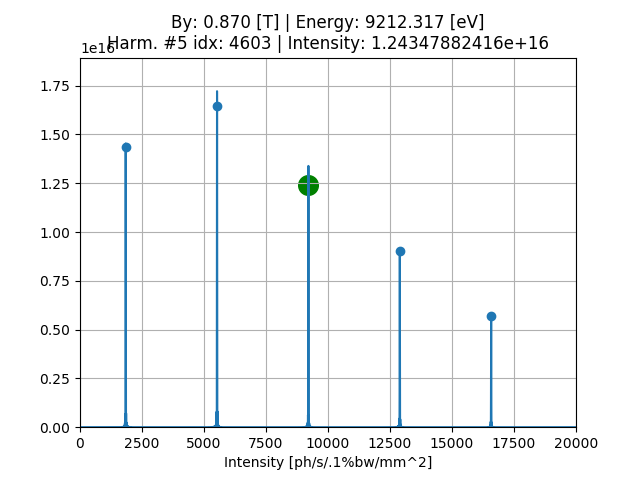 By: 0.870 [T] | Energy: 9212.317 [eV]
Harm. #5 idx: 4603 | Intensity: 1.24347882416e+16
1e16
1.75
1.50
1.25
1.00
0.75
0.50
0.25
0.00
0 2500 5000 7500 10000 12500 15000 17500 20000
Intensity [ph/s/.1%bw/mm^2]